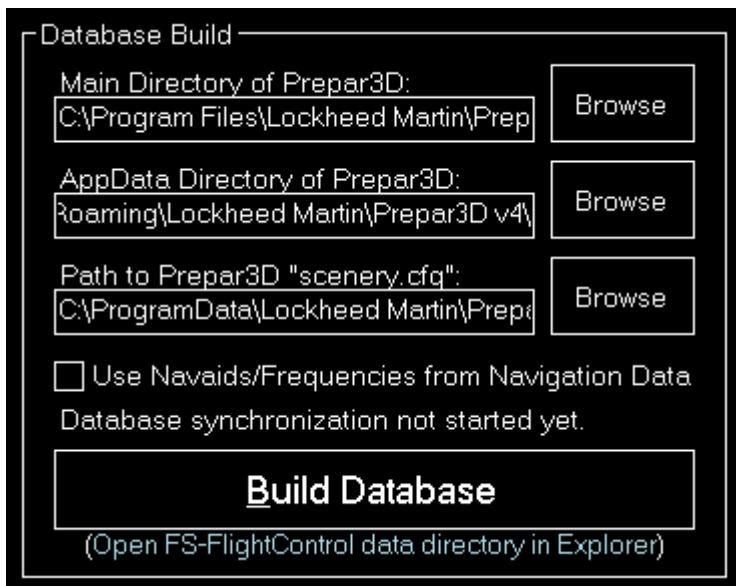 Database Build
Main Directory of Prepar3D:
C:\Program Files\Lockheed Martin\Prep
Browse
AppData Directory of Prepar3D:
Roaming\Lockheed Martin\Prepar3D v4\
Browse
Path to Prepar3D "scenery.cfg":
C:\ProgramData\Lockheed Martin\Prepa
Browse
Use Navaids/Frequencies from Navigation Data
Database synchronization not started yet.
Build Database
(Open FS-FlightControl data directory in Explorer)